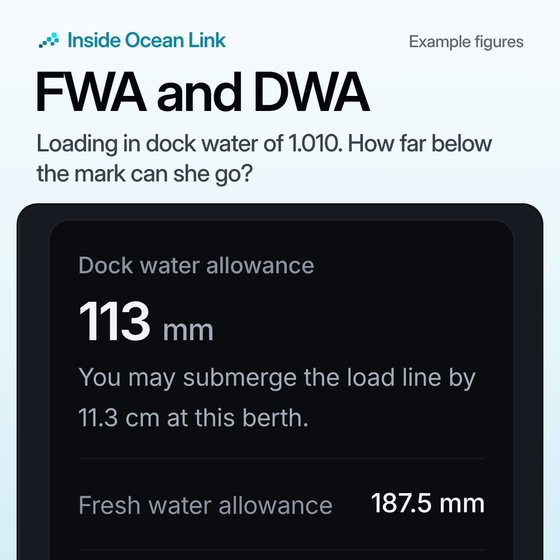 Inside Ocean Link
Example figures
FWA and DWA
Loading in dock water of 1.010. How far below
the mark can she go?
Dock water allowance
113 mm
You may submerge the load line by
11.3 cm at this berth.
Fresh water allowance
187.5 mm